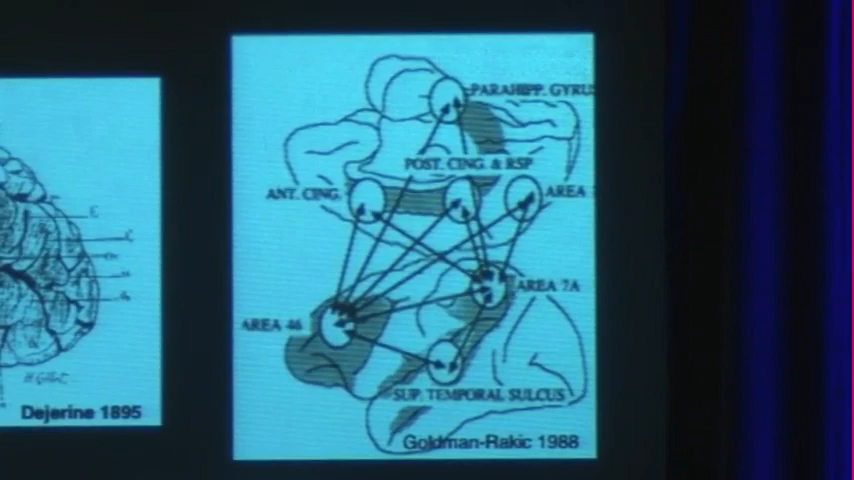 PARAHIPP. GYRU
POST. CING. & RSP
ANT. CING.
AREA
AREA 7A
AREA 46
SUP. TEMPORAL SULCUS
Goldman-Rakic 1988
Dejerine 1895